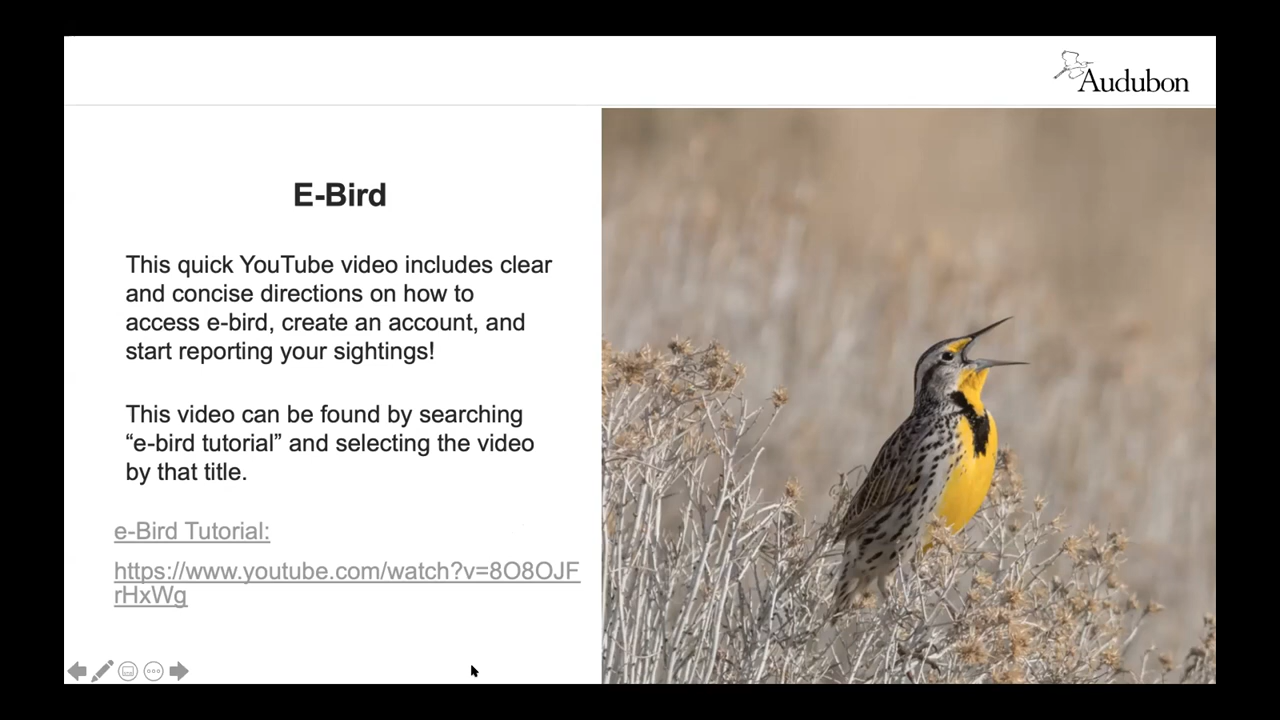 Audubon
E-Bird
This quick YouTube video includes clear
and concise directions on how to
access e-bird, create an account, and
start reporting your sightings!
This video can be found by searching
“e-bird tutorial” and selecting the video
by that title.
e-Bird Tutorial:
https://www.youtube.com/watch?v=8O8OJF
rHxWg